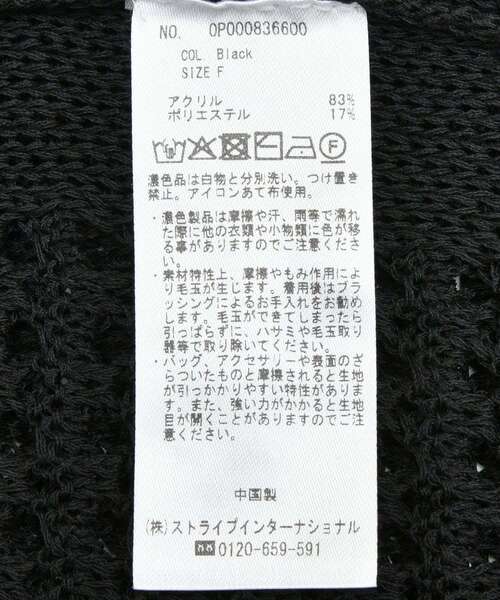 NO. 0P000836600
COL Black
SIZE F
アクリル 83%
ポリエステル 17%
濃色品は白物と分別洗い。つけ置き
禁止。アイコンあて布使用。
・濃色製品は摩擦や汗、雨等で濡れ
た際に他の衣類や小物類に色が移
る事がありますのでご注意くださ
い。
・素材特性上、摩擦やもみ作用によ
り毛玉が生じます。着用後はブラ
ッシングによるお手入れをお勧め
します。毛玉ができてしまったら
引っぱらずに、ハサミや毛玉取り
器等で取り除いてください。
・バッグ、アクセサリーや表面のざ
らついたものと摩擦されると生地
が引っかかりやすい特性がありま
す。また、強い力がかかると生地
目が開くことがありますのでご注
意ください。
中国製
(株)ストライプインターナショナル
0120-659-591